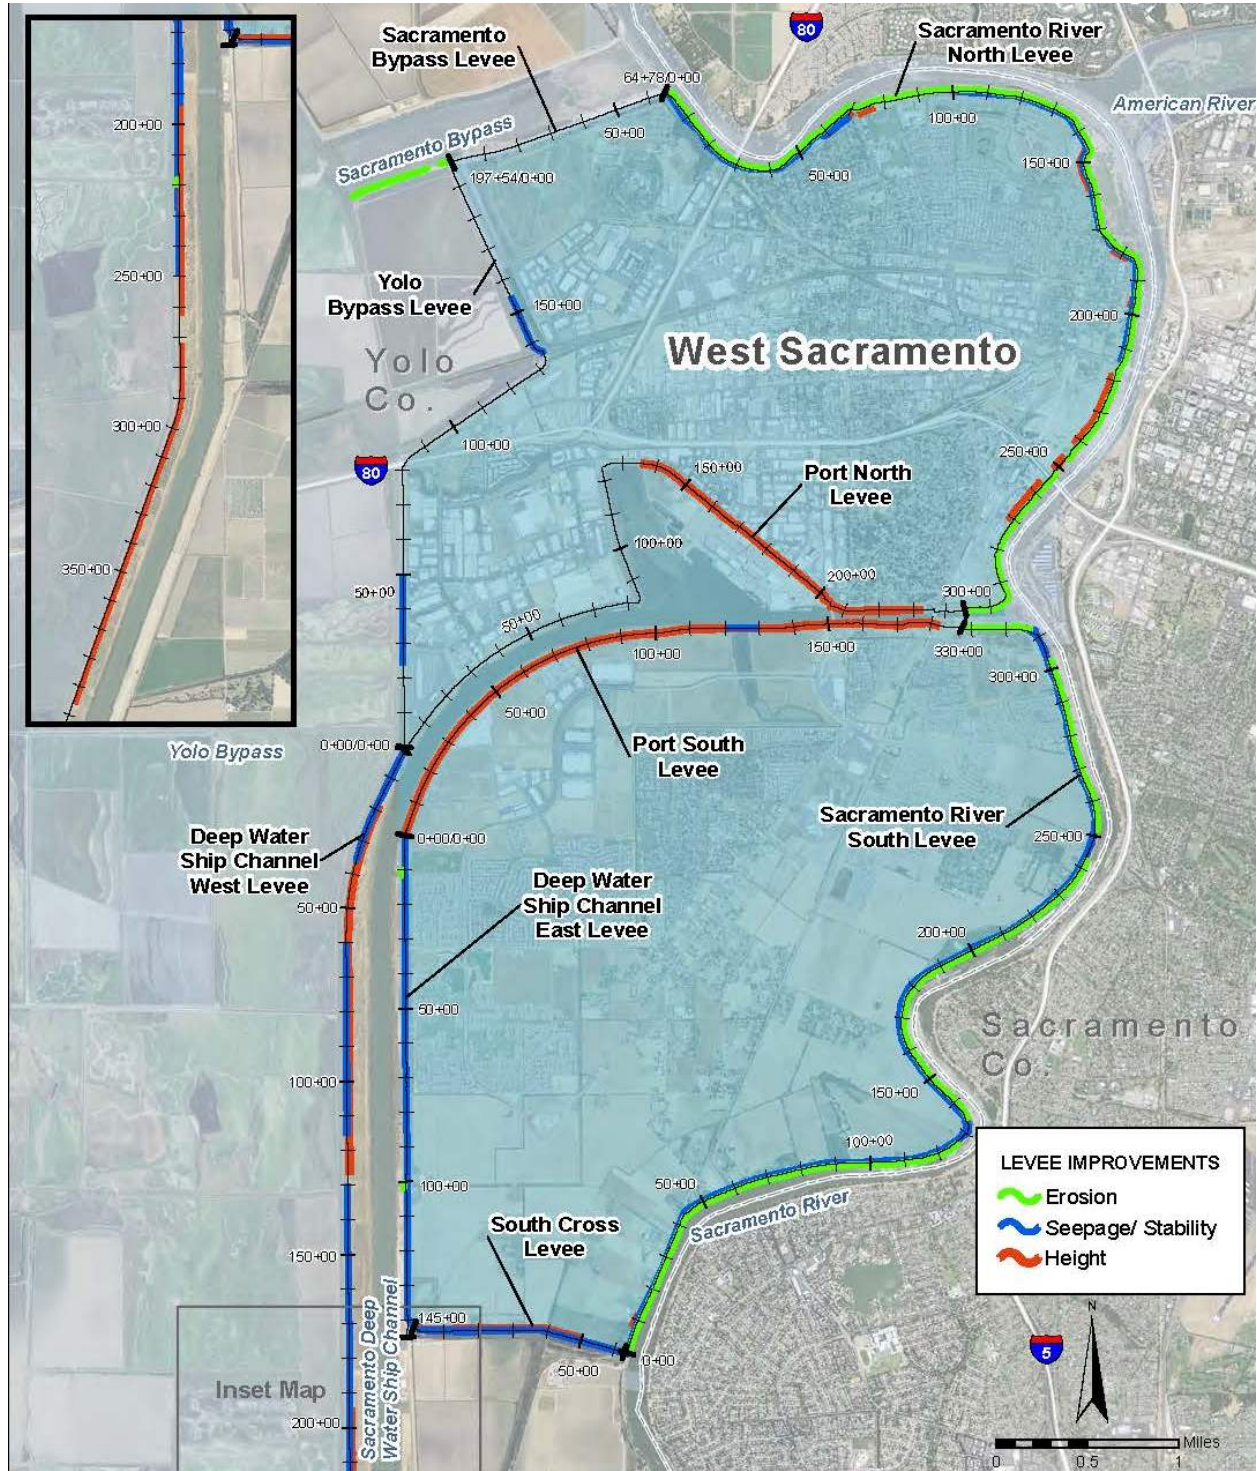 80
Sacramento
Bypass Levee
Sacramento River
North Levee
American River
64+78/0+00
50+00
100+00
150+00
Sacramento Bypass
197+54/0+00
50+00
200+00
250+00
300+00
350+00
Yolo
Bypass Levee
150+00
200+00
West Sacramento
Yolo
Co.
100+00
80
250+00
150+00
Port North
Levee
100+00
200+00
50+00
300+00
50+00
100+00
150+00
330+00
300+00
50+00
Yolo Bypass
0+00/0+00
Port South
Levee
Sacramento River
South Levee
Deep Water
Ship Channel
West Levee
0+00/0+00
250+00
50+00
Deep Water
Ship Channel
East Levee
200+00
50+00
Sacramento
Co.
100+00
150+00
100+00
100+00
50+00
South Cross
Levee
Sacramento River
150+00
145+00
50+00
0+00
Sacramento Deep
Water Ship Channel
Inset Map
200+00
LEVEE IMPROVEMENTS
Erosion
Seepage/ Stability
Height
N
5
Miles
0
0.5
1